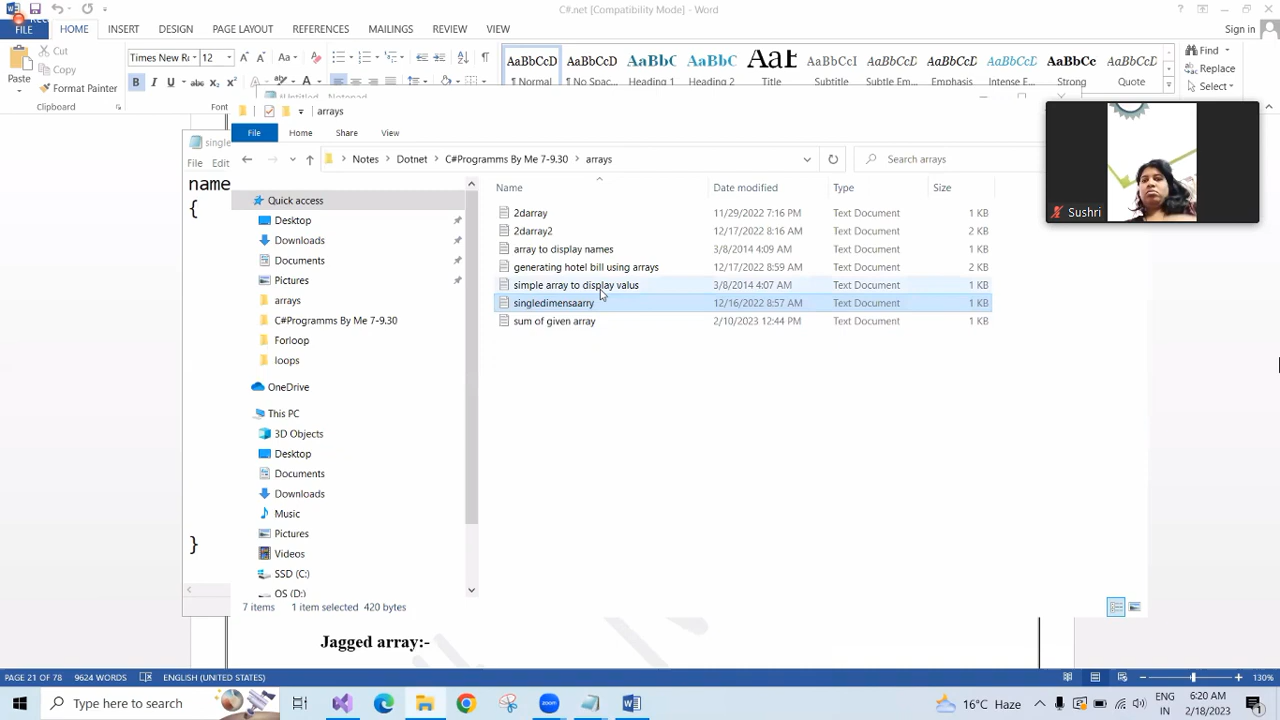 C#.net [Compatibility Mode] - Word
Sign in
FILE HOME INSERT DESIGN PAGE LAYOUT REFERENCES MAILINGS REVIEW VIEW
Paste
Cut
Copy
Format Painter
Clipboard
Times New Ro 12
Font
AaBbCcD AaBbCcD AaBbC AaBbC AaBt AaBbCcI AaBbCcD AaBbCcD AaBbCcD AaBbCc AaBbCcD
¶ Normal ¶ No Spac... Heading 1 Heading 2 Title Subtitle Subtle Em... Emphasis Intense E... Strong Quote
Find
Replace
Select
Untitled - Notepad
arrays
File Home Share View
Notes Dotnet C#Programms By Me 7-9.30 arrays
Search arrays
single
File Edit
name
{
}
Quick access
Desktop
Downloads
Documents
Pictures
arrays
C#Programms By Me 7-9.30
Forloop
loops
OneDrive
This PC
3D Objects
Desktop
Documents
Downloads
Music
Pictures
Videos
SSD (C:)
OS (D:)
Name Date modified Type Size
2darray 11/29/2022 7:16 PM Text Document 1 KB
2darray2 12/17/2022 8:16 AM Text Document 2 KB
array to display names 3/8/2014 4:09 AM Text Document 1 KB
generating hotel bill using arrays 12/17/2022 8:59 AM Text Document 2 KB
simple array to display valus 3/8/2014 4:07 AM Text Document 1 KB
singledimensaarry 12/16/2022 8:57 AM Text Document 1 KB
sum of given array 2/10/2023 12:44 PM Text Document 1 KB
Sushri
7 items 1 item selected 420 bytes
Jagged array:-
PAGE 21 OF 78 9624 WORDS ENGLISH (UNITED STATES) 130%
Type here to search
16°C Haze
ENG
IN
6:20 AM
2/18/2023